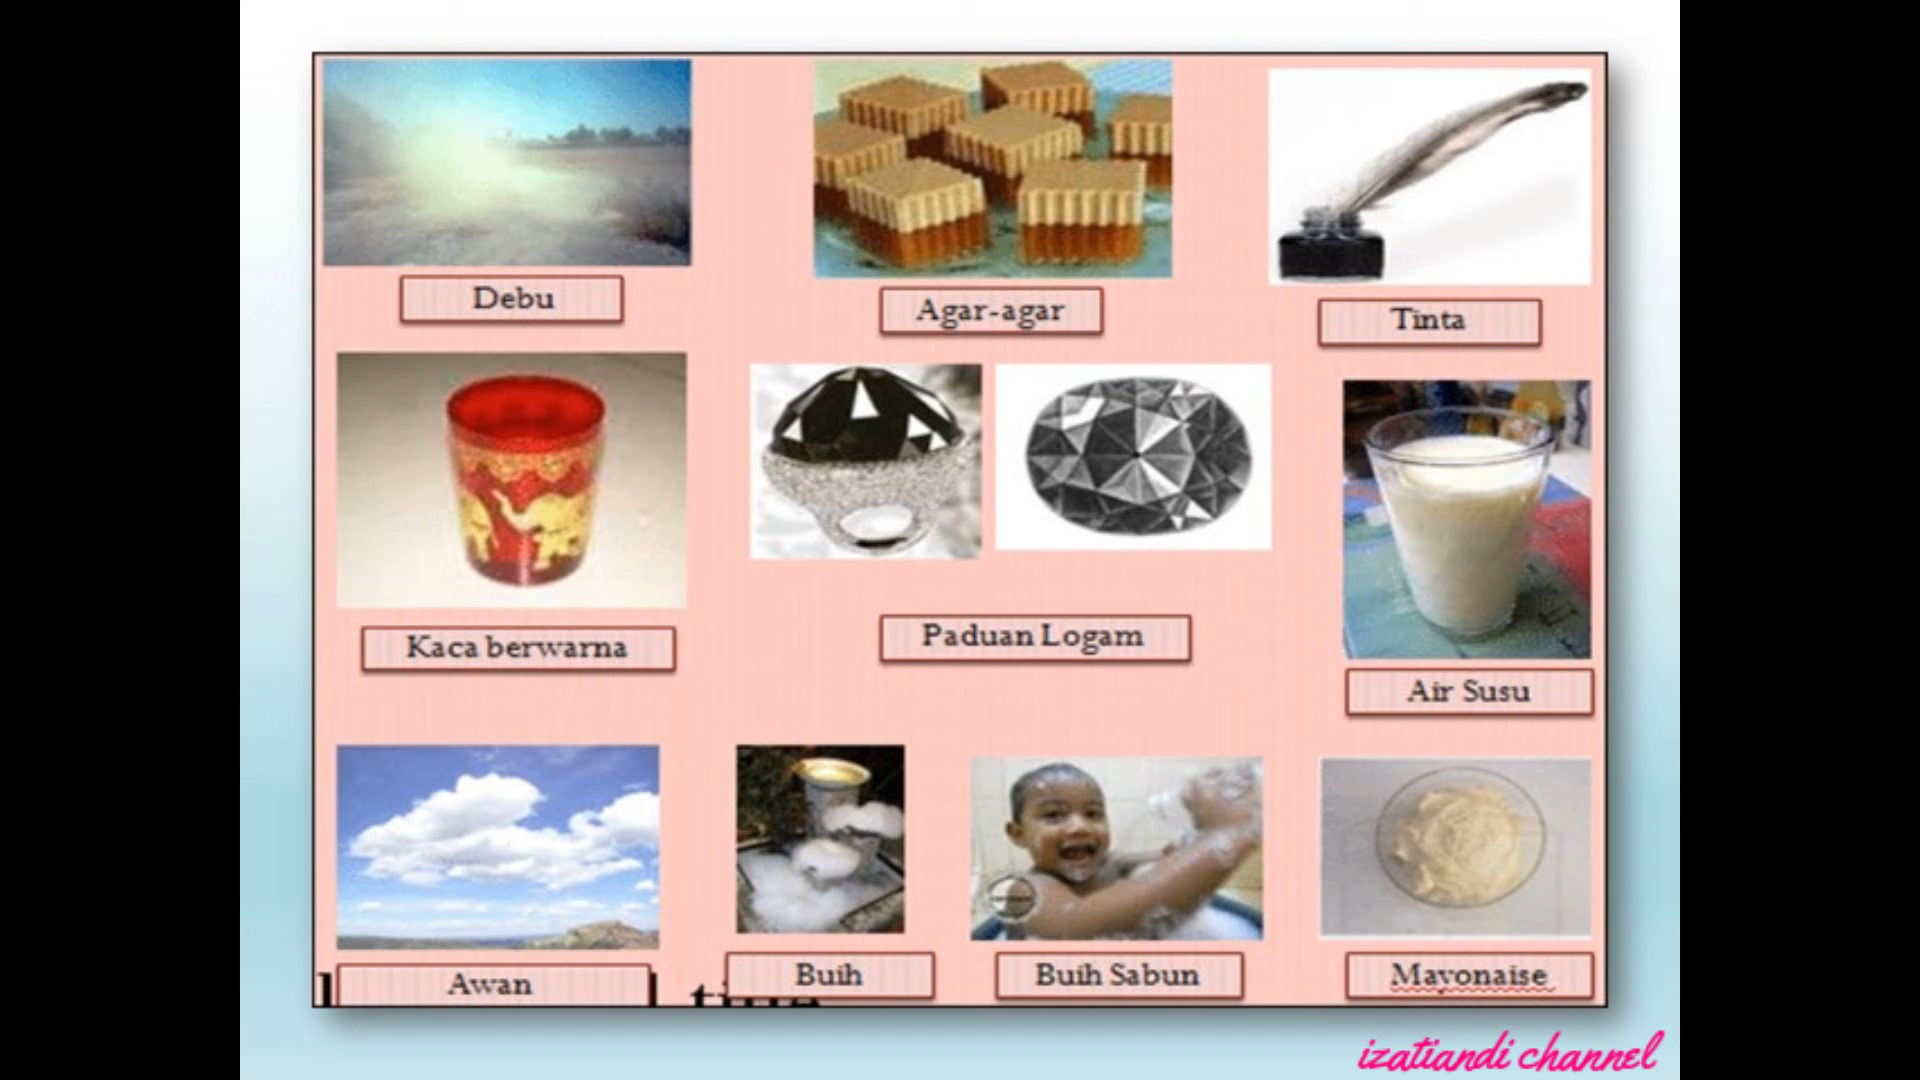 Debu
Agar-agar
Tinta
Kaca berwarna
Paduan Logam
Air Susu
Awan
Buih
Buih Sabun
Mayonaise
izatiandi channel